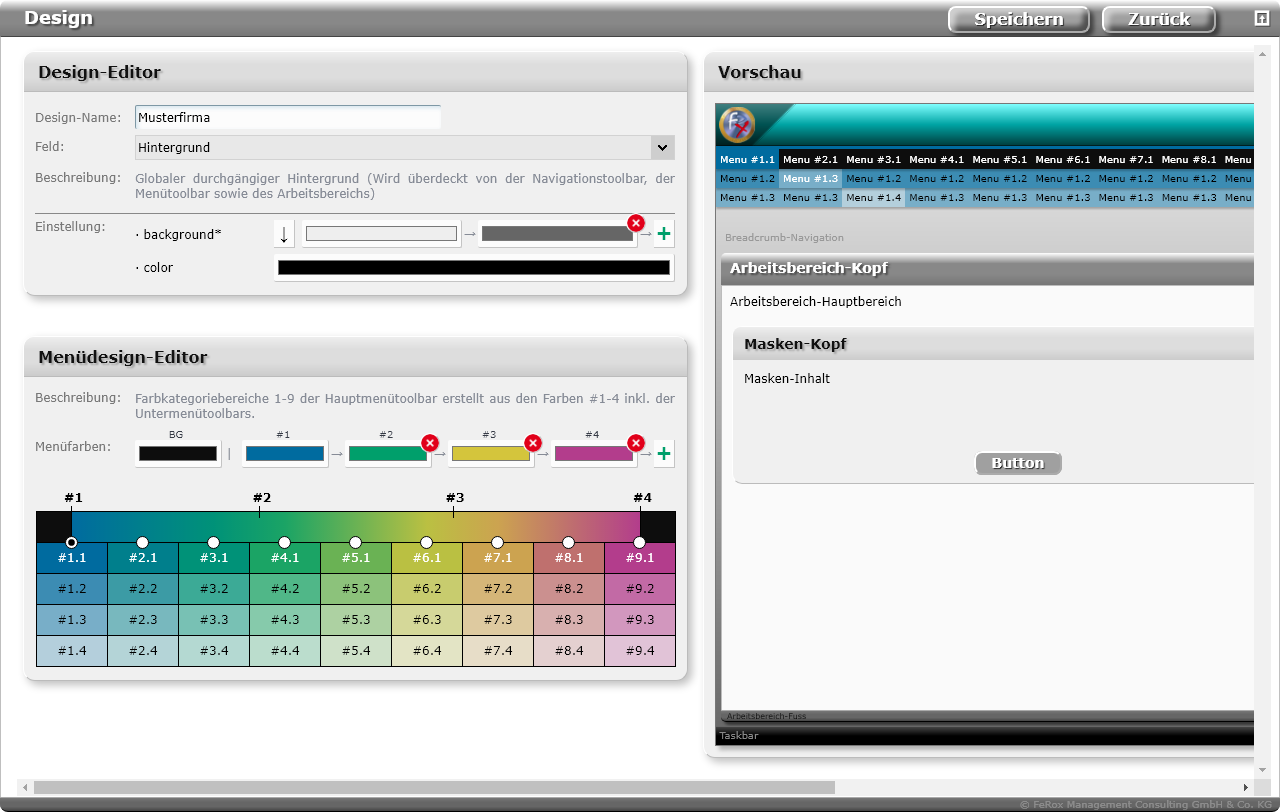 Design
Speichern Zurück
Design-Editor
Design-Name: Musterfirma
Feld: Hintergrund
Beschreibung: Globaler durchgängiger Hintergrund (Wird überdeckt von der Navigationstoolbar, der
Menütoolbar sowie des Arbeitsbereichs)
Einstellung:
· background* ↓ → → +
· color
Menüdesign-Editor
Beschreibung: Farbkategoriebereiche 1-9 der Hauptmenütoolbar erstellt aus den Farben #1-4 inkl. der
Untermenütoolbars.
BG #1 #2 #3 #4
Menüfarben: | → → → → +
#1 #2 #3 #4
#1.1 #2.1 #3.1 #4.1 #5.1 #6.1 #7.1 #8.1 #9.1
#1.2 #2.2 #3.2 #4.2 #5.2 #6.2 #7.2 #8.2 #9.2
#1.3 #2.3 #3.3 #4.3 #5.3 #6.3 #7.3 #8.3 #9.3
#1.4 #2.4 #3.4 #4.4 #5.4 #6.4 #7.4 #8.4 #9.4
Vorschau
FX
Menu #1.1 Menu #2.1 Menu #3.1 Menu #4.1 Menu #5.1 Menu #6.1 Menu #7.1 Menu #8.1 Menu
Menu #1.2 Menu #1.3 Menu #1.2 Menu #1.2 Menu #1.2 Menu #1.2 Menu #1.2 Menu #1.2 Menu
Menu #1.3 Menu #1.3 Menu #1.4 Menu #1.3 Menu #1.3 Menu #1.3 Menu #1.3 Menu #1.3 Menu
Breadcrumb-Navigation
Arbeitsbereich-Kopf
Arbeitsbereich-Hauptbereich
Masken-Kopf
Masken-Inhalt
Button
Arbeitsbereich-Fuss
Taskbar
© FeRox Management Consulting GmbH & Co. KG